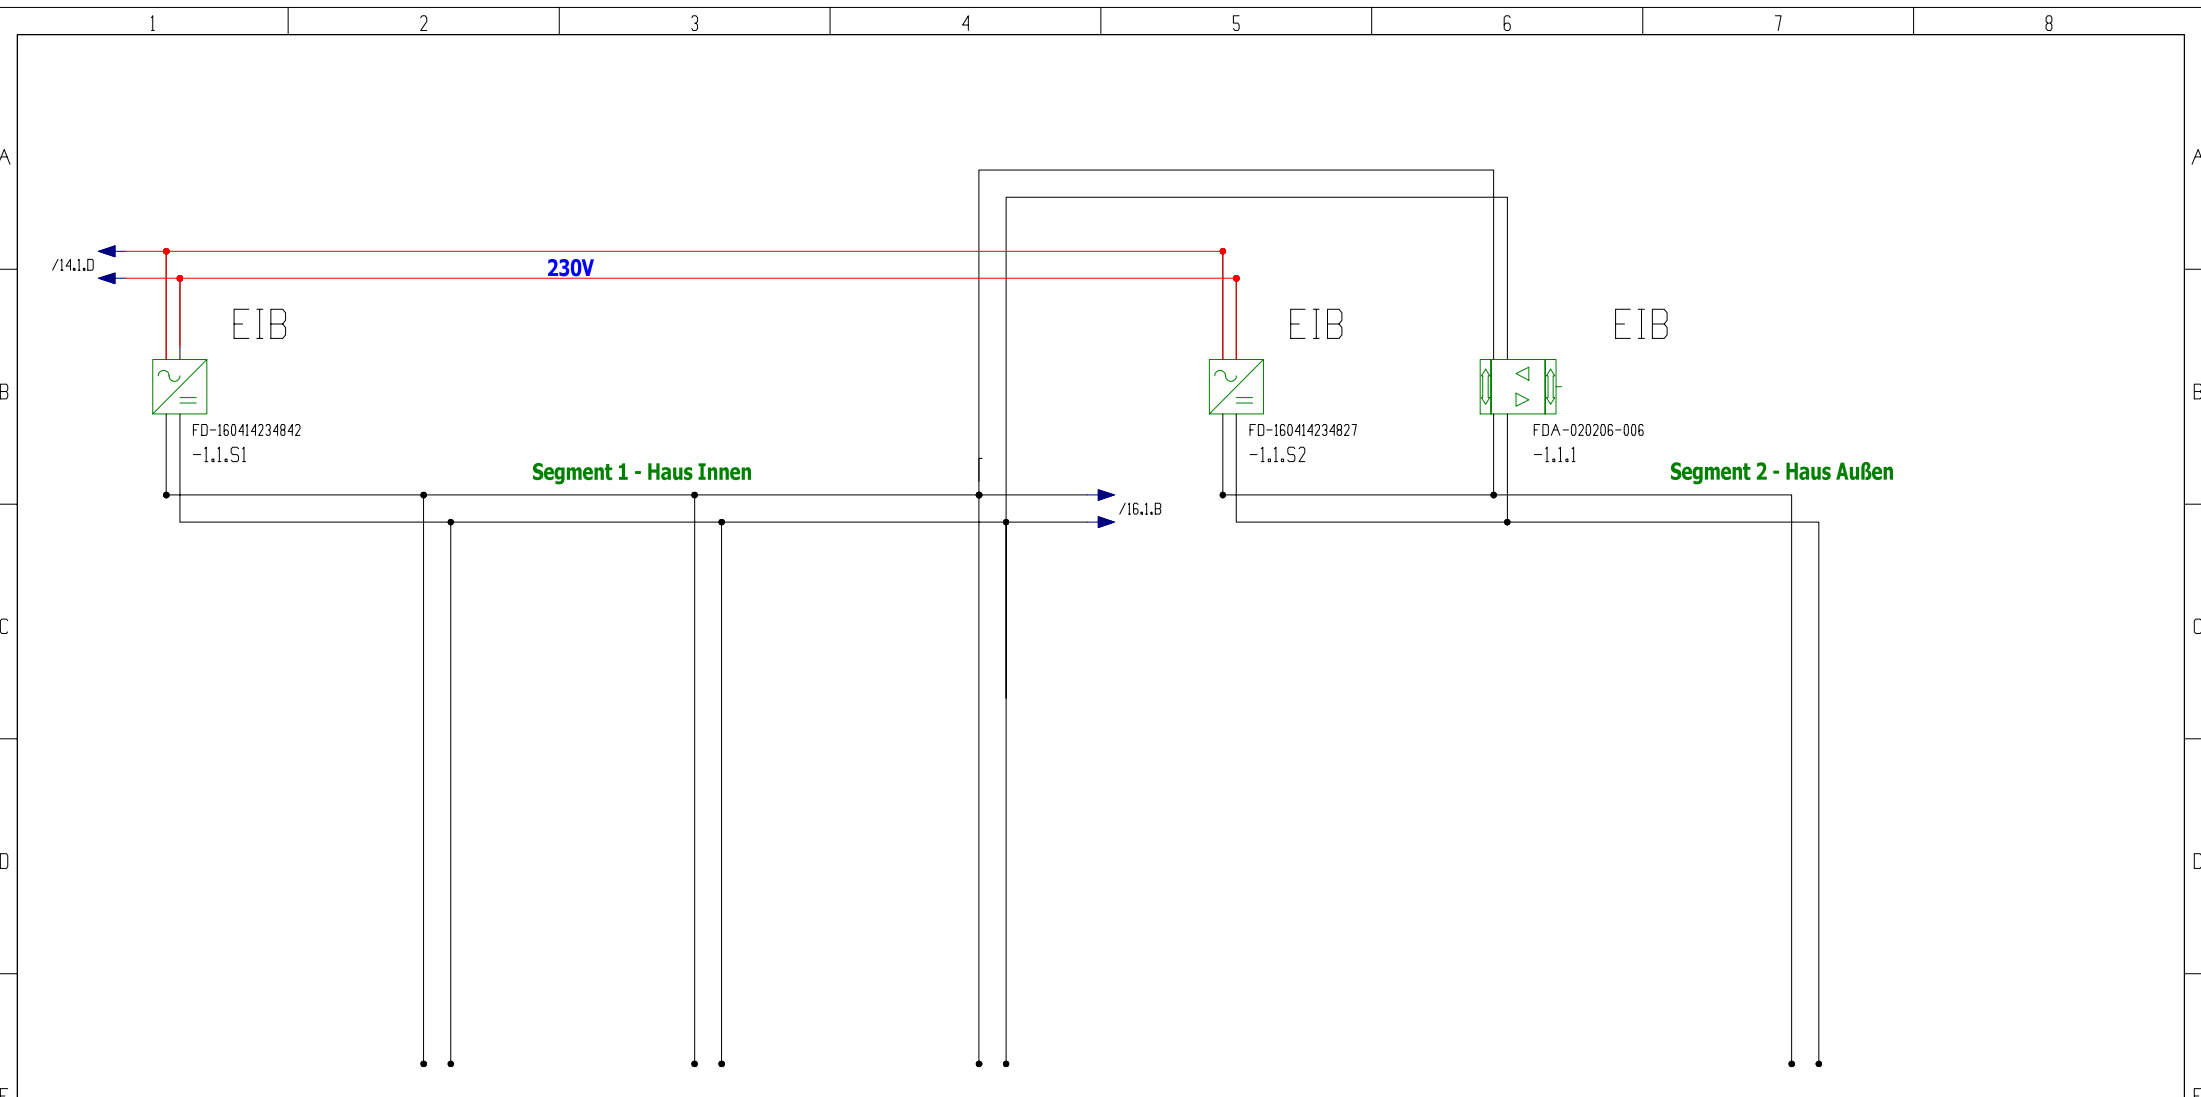 1 2 3 4 5 6 7 8
A A
/14.1.D
230V
EIB EIB EIB
B B
FD-160414234842 FD-160414234827 FDA-020206-006
-1.1.S1 -1.1.S2 -1.1.1
Segment 1 - Haus Innen Segment 2 - Haus Außen
/16.1.B
C C
D D